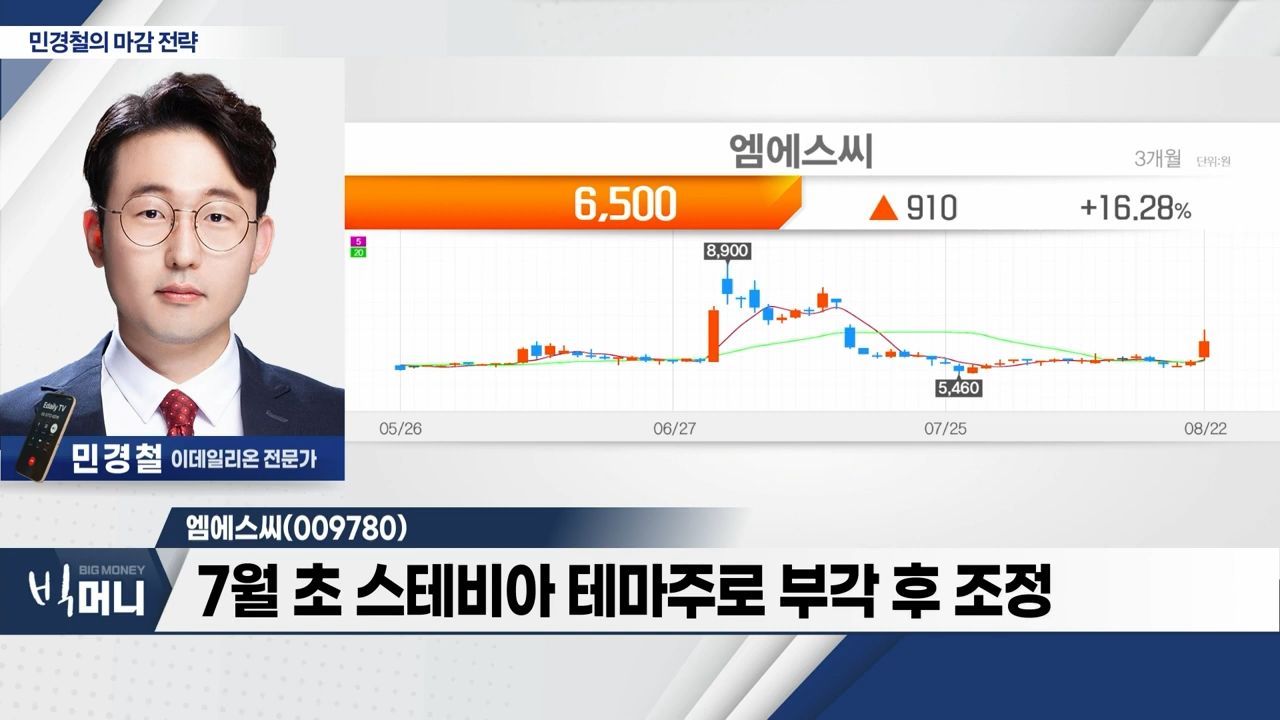 민경철의 마감 전략
엠에스씨
3개월 단위:원
6,500 ▲ 910 +16.28%
5
20
8,900
5,460
05/26 06/27 07/25 08/22
Edaily TV
민경철 이데일리온 전문가
엠에스씨(009780)
BIG MONEY
빅머니
7월 초 스테비아 테마주로 부각 후 조정